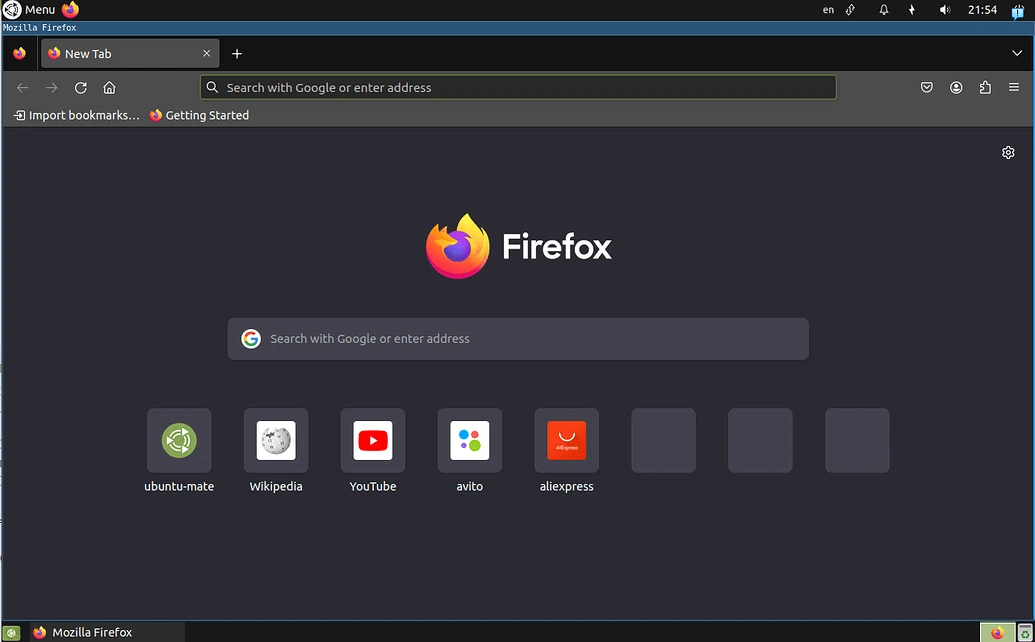 Menu en 21:54
Mozilla Firefox
New Tab
Search with Google or enter address
Import bookmarks… Getting Started
Firefox
Search with Google or enter address
AliExpress
ubuntu-mate Wikipedia YouTube avito aliexpress
Mozilla Firefox